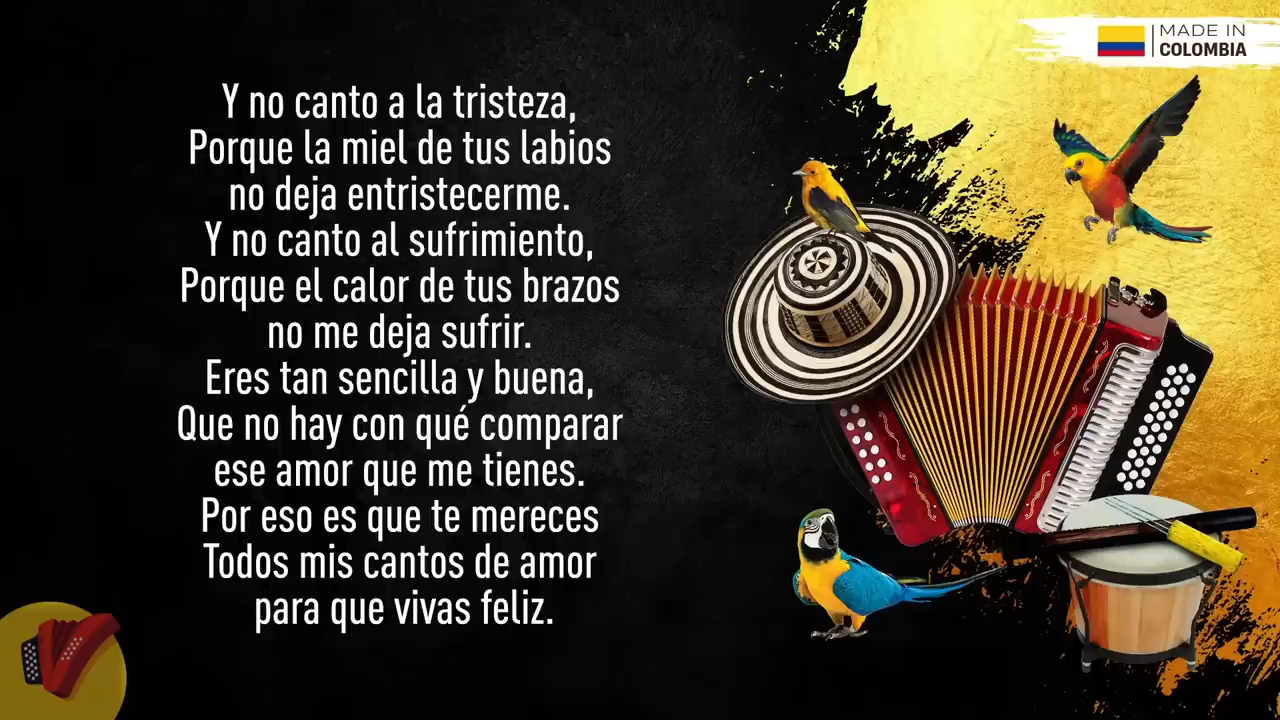 MADE IN
COLOMBIA
Y no canto a la tristeza,
Porque la miel de tus labios
no deja entristecerme.
Y no canto al sufrimiento,
Porque el calor de tus brazos
no me deja sufrir.
Eres tan sencilla y buena,
Que no hay con qué comparar
ese amor que me tienes.
Por eso es que te mereces
Todos mis cantos de amor
para que vivas feliz.